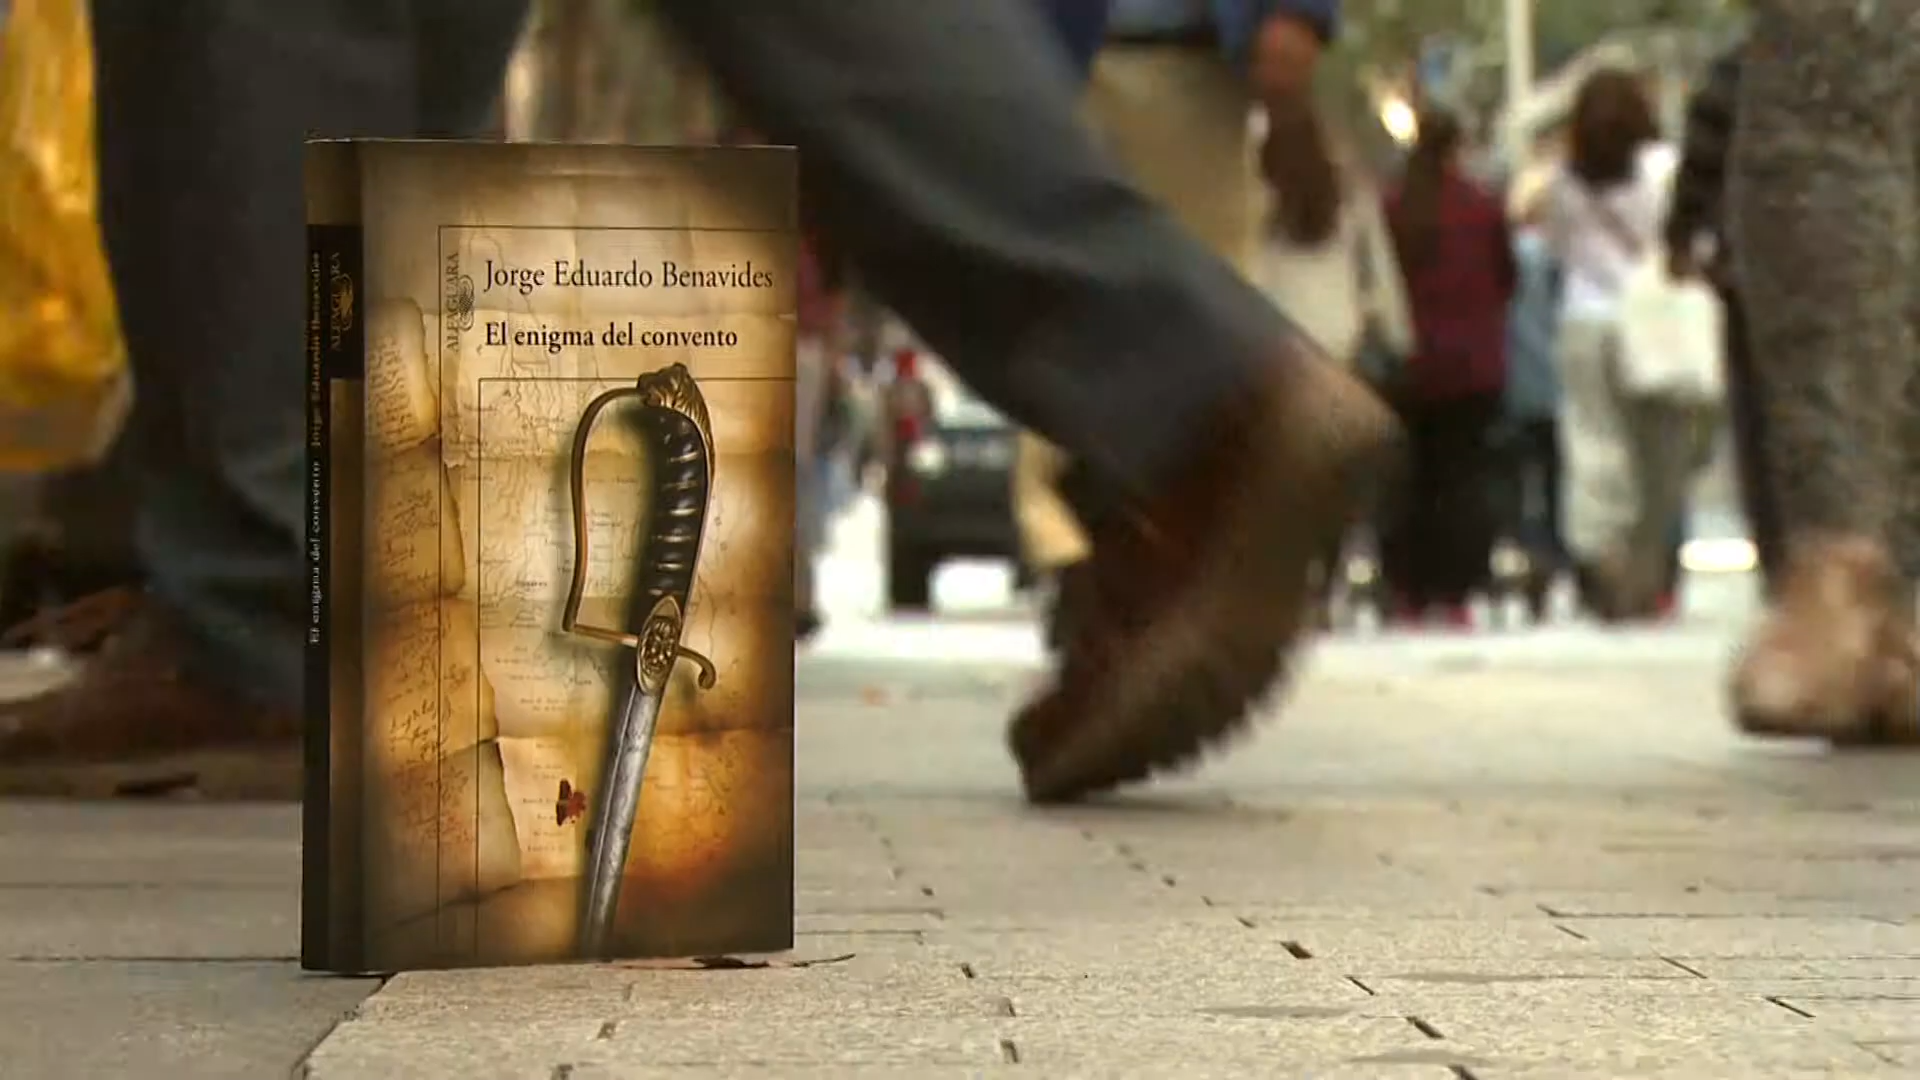 ALFAGUARA
Jorge Eduardo Benavides
El enigma del convento
El enigma del convento Jorge Eduardo Benavides
ALFAGUARA